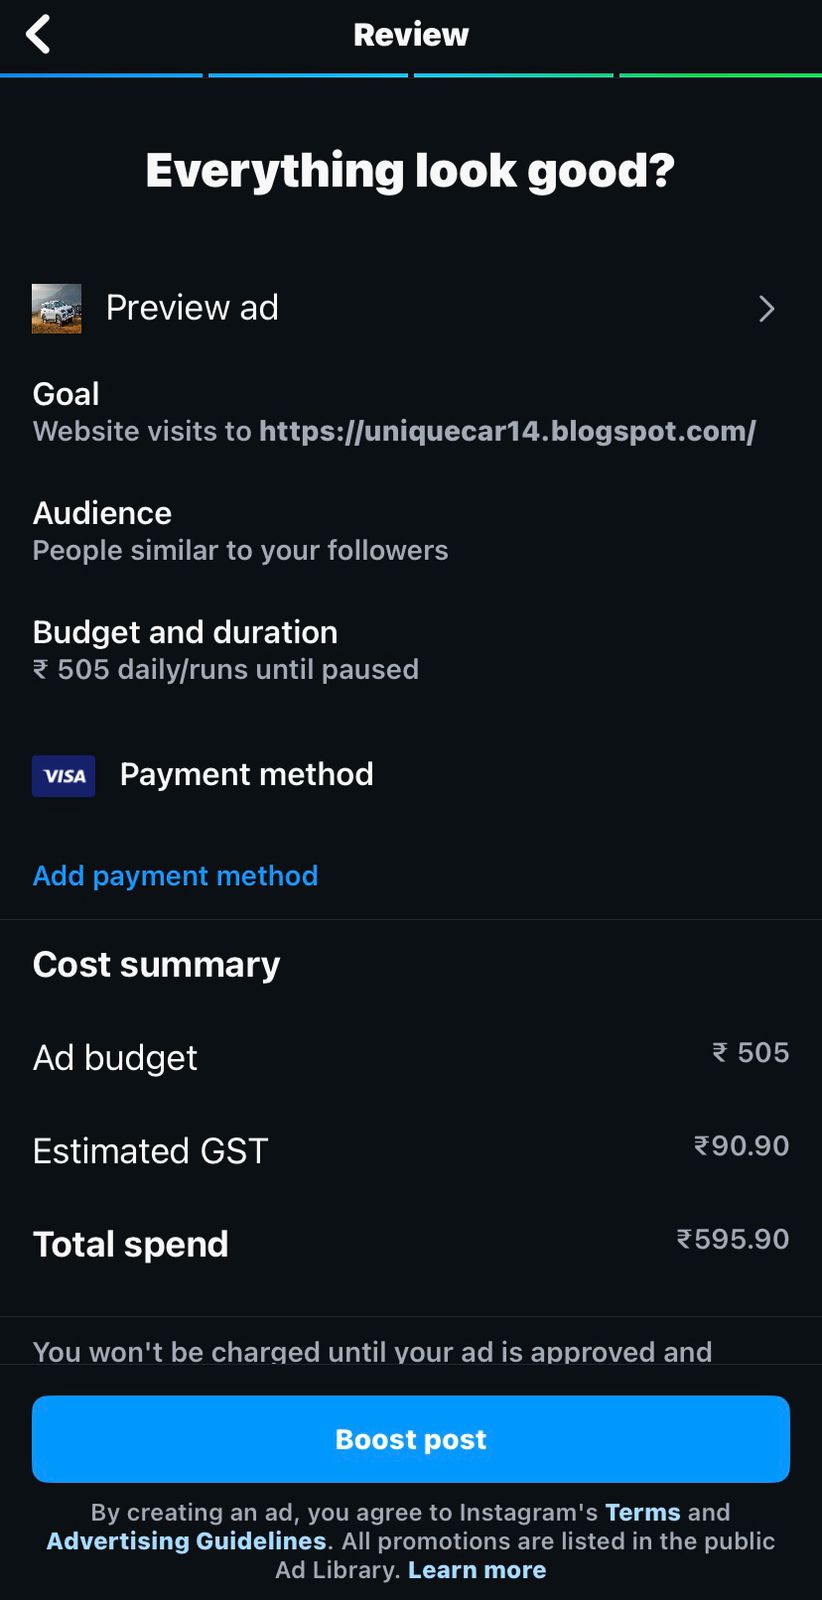 Review
Everything look good?
Preview ad
Goal
Website visits to https://uniquecar14.blogspot.com/
Audience
People similar to your followers
Budget and duration
₹ 505 daily/runs until paused
VISA Payment method
Add payment method
Cost summary
Ad budget ₹ 505
Estimated GST ₹90.90
Total spend ₹595.90
You won't be charged until your ad is approved and
Boost post
By creating an ad, you agree to Instagram's Terms and
Advertising Guidelines. All promotions are listed in the public
Ad Library. Learn more